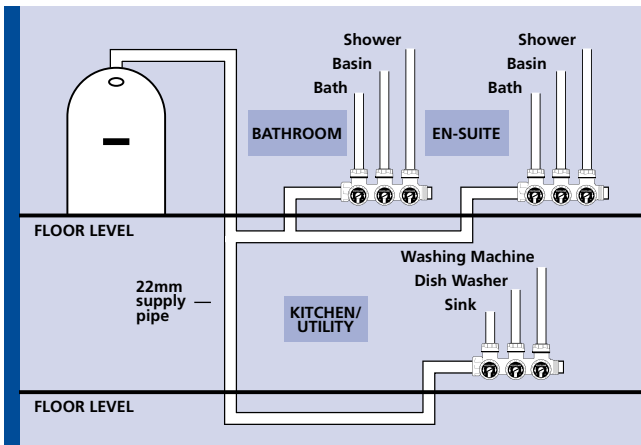 Shower
Basin
Bath
BATHROOM
Shower
Basin
Bath
EN-SUITE
FLOOR LEVEL
22mm
supply
pipe
KITCHEN/
UTILITY
Washing Machine
Dish Washer
Sink
FLOOR LEVEL